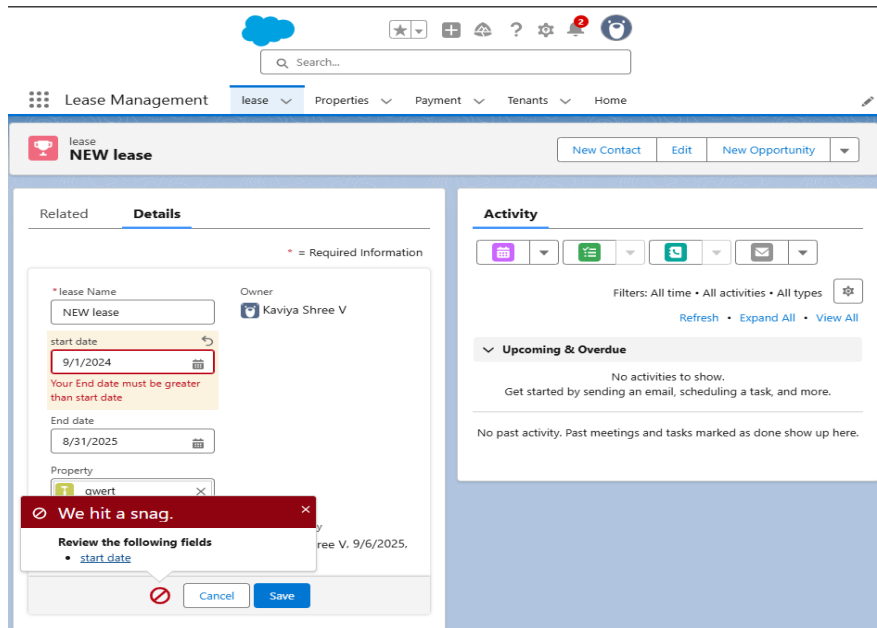 2
Search...
Lease Management lease Properties Payment Tenants Home
lease
NEW lease
New Contact Edit New Opportunity
Related Details
* = Required Information
*lease Name
NEW lease
Owner
Kaviya Shree V
start date
9/1/2024
Your End date must be greater
than start date
End date
8/31/2025
Property
qwert
We hit a snag.
Review the following fields
• start date
y
ree V, 9/6/2025,
Cancel Save
Activity
Filters: All time • All activities • All types
Refresh • Expand All • View All
Upcoming & Overdue
No activities to show.
Get started by sending an email, scheduling a task, and more.
No past activity. Past meetings and tasks marked as done show up here.